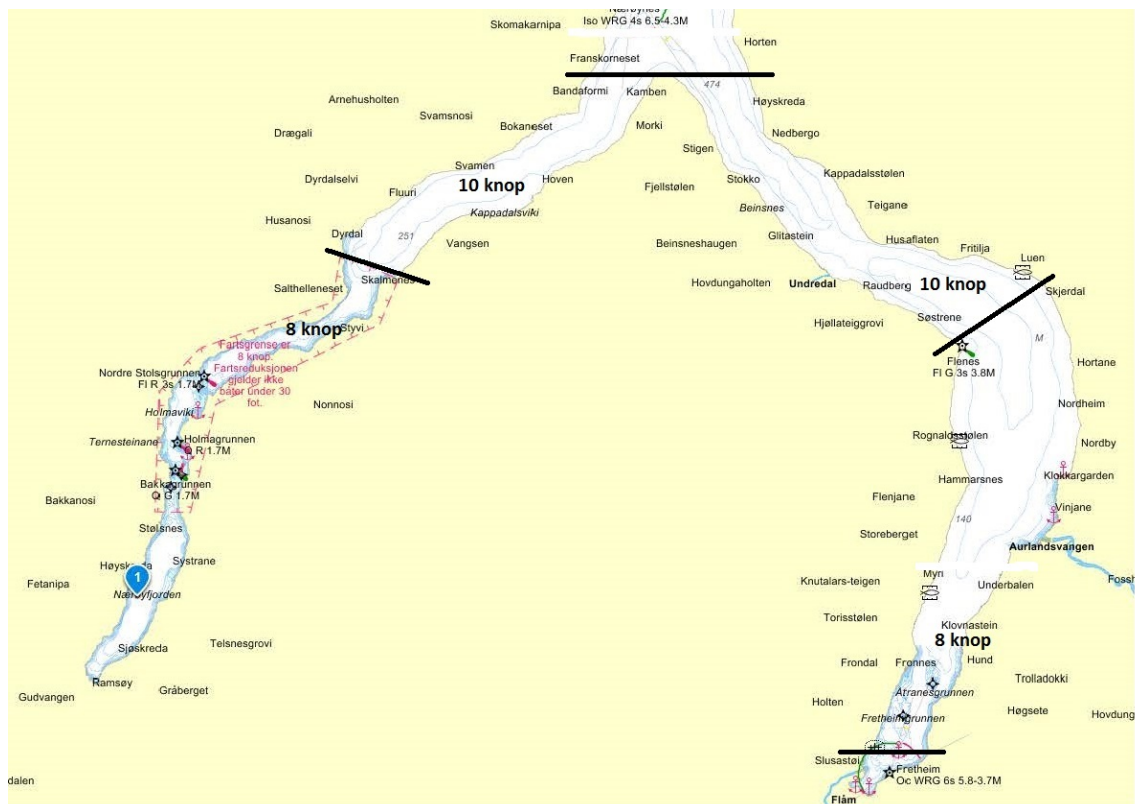 Nærøynes
Iso WRG 4s 6.5-4.3M
Skomakarnipa
Horten
Franskorneset
474
Bandaformi
Kamben
Høyskreda
Arnehusholten
Svamsnosi
Bokaneset
Morki
Nedbergo
Drægali
Stigen
Svamen
Kappadalsstølen
Dyrdalselvi
Fluuri
10 knop
Hoven
Fjellstølen
Stokko
Teigane
Husanosi
Kappadalsviki
Beinsnes
Dyrdal
251
Vangsen
Beinsneshaugen
Glitastein
Husaflaten
Fritilja
Luen
Salthelleneset
Skalmenes
Hovdungaholten
Undredal
Raudberg
10 knop
Skjerdal
8 knop
Styvi
Hjøllateiggrovi
Søstrene
M
Fartsgrense er
8 knop.
Fartsreduksjonen
gjelder ikke
båter under 30
fot.
Nordre Stolsgrunnen
Fl R 3s 1.7M
Flenes
Fl G 3s 3.8M
Hortane
Nonnosi
Holmaviki
Nordheim
Ternesteinane
Holmagrunnen
Q R 1.7M
Rognaldsstølen
Nordby
Bakkagrunnen
Q G 1.7M
Hammarsnes
Klokkargarden
Bakkanosi
Flenjane
Vinjane
Stølsnes
Storeberget
140
Aurlandsvangen
Høyskreda
Systrane
1
Fetanipa
Nærøyfjorden
Knutalars-teigen
Myri
Underbalen
Fossh
Torisstølen
Klovnastein
Sjøskreda
Telsnesgrovi
8 knop
Ramsøy
Gråberget
Gudvangen
Frondal
Fronnes
Hund
Trolladokki
Atranesgrunnen
Holten
Fretheimgrunnen
Høgsete
Hovdung
Slusastøi
Fretheim
Oc WRG 6s 5.8-3.7M
dalen
Flåm